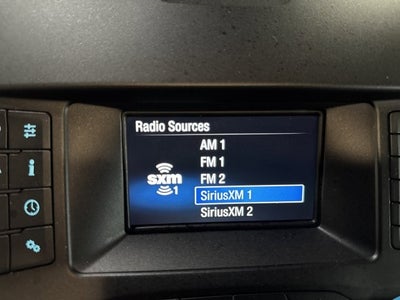 Radio Sources
AM 1
FM 1
FM 2
sxm 1
SiriusXM 1
SiriusXM 2
i